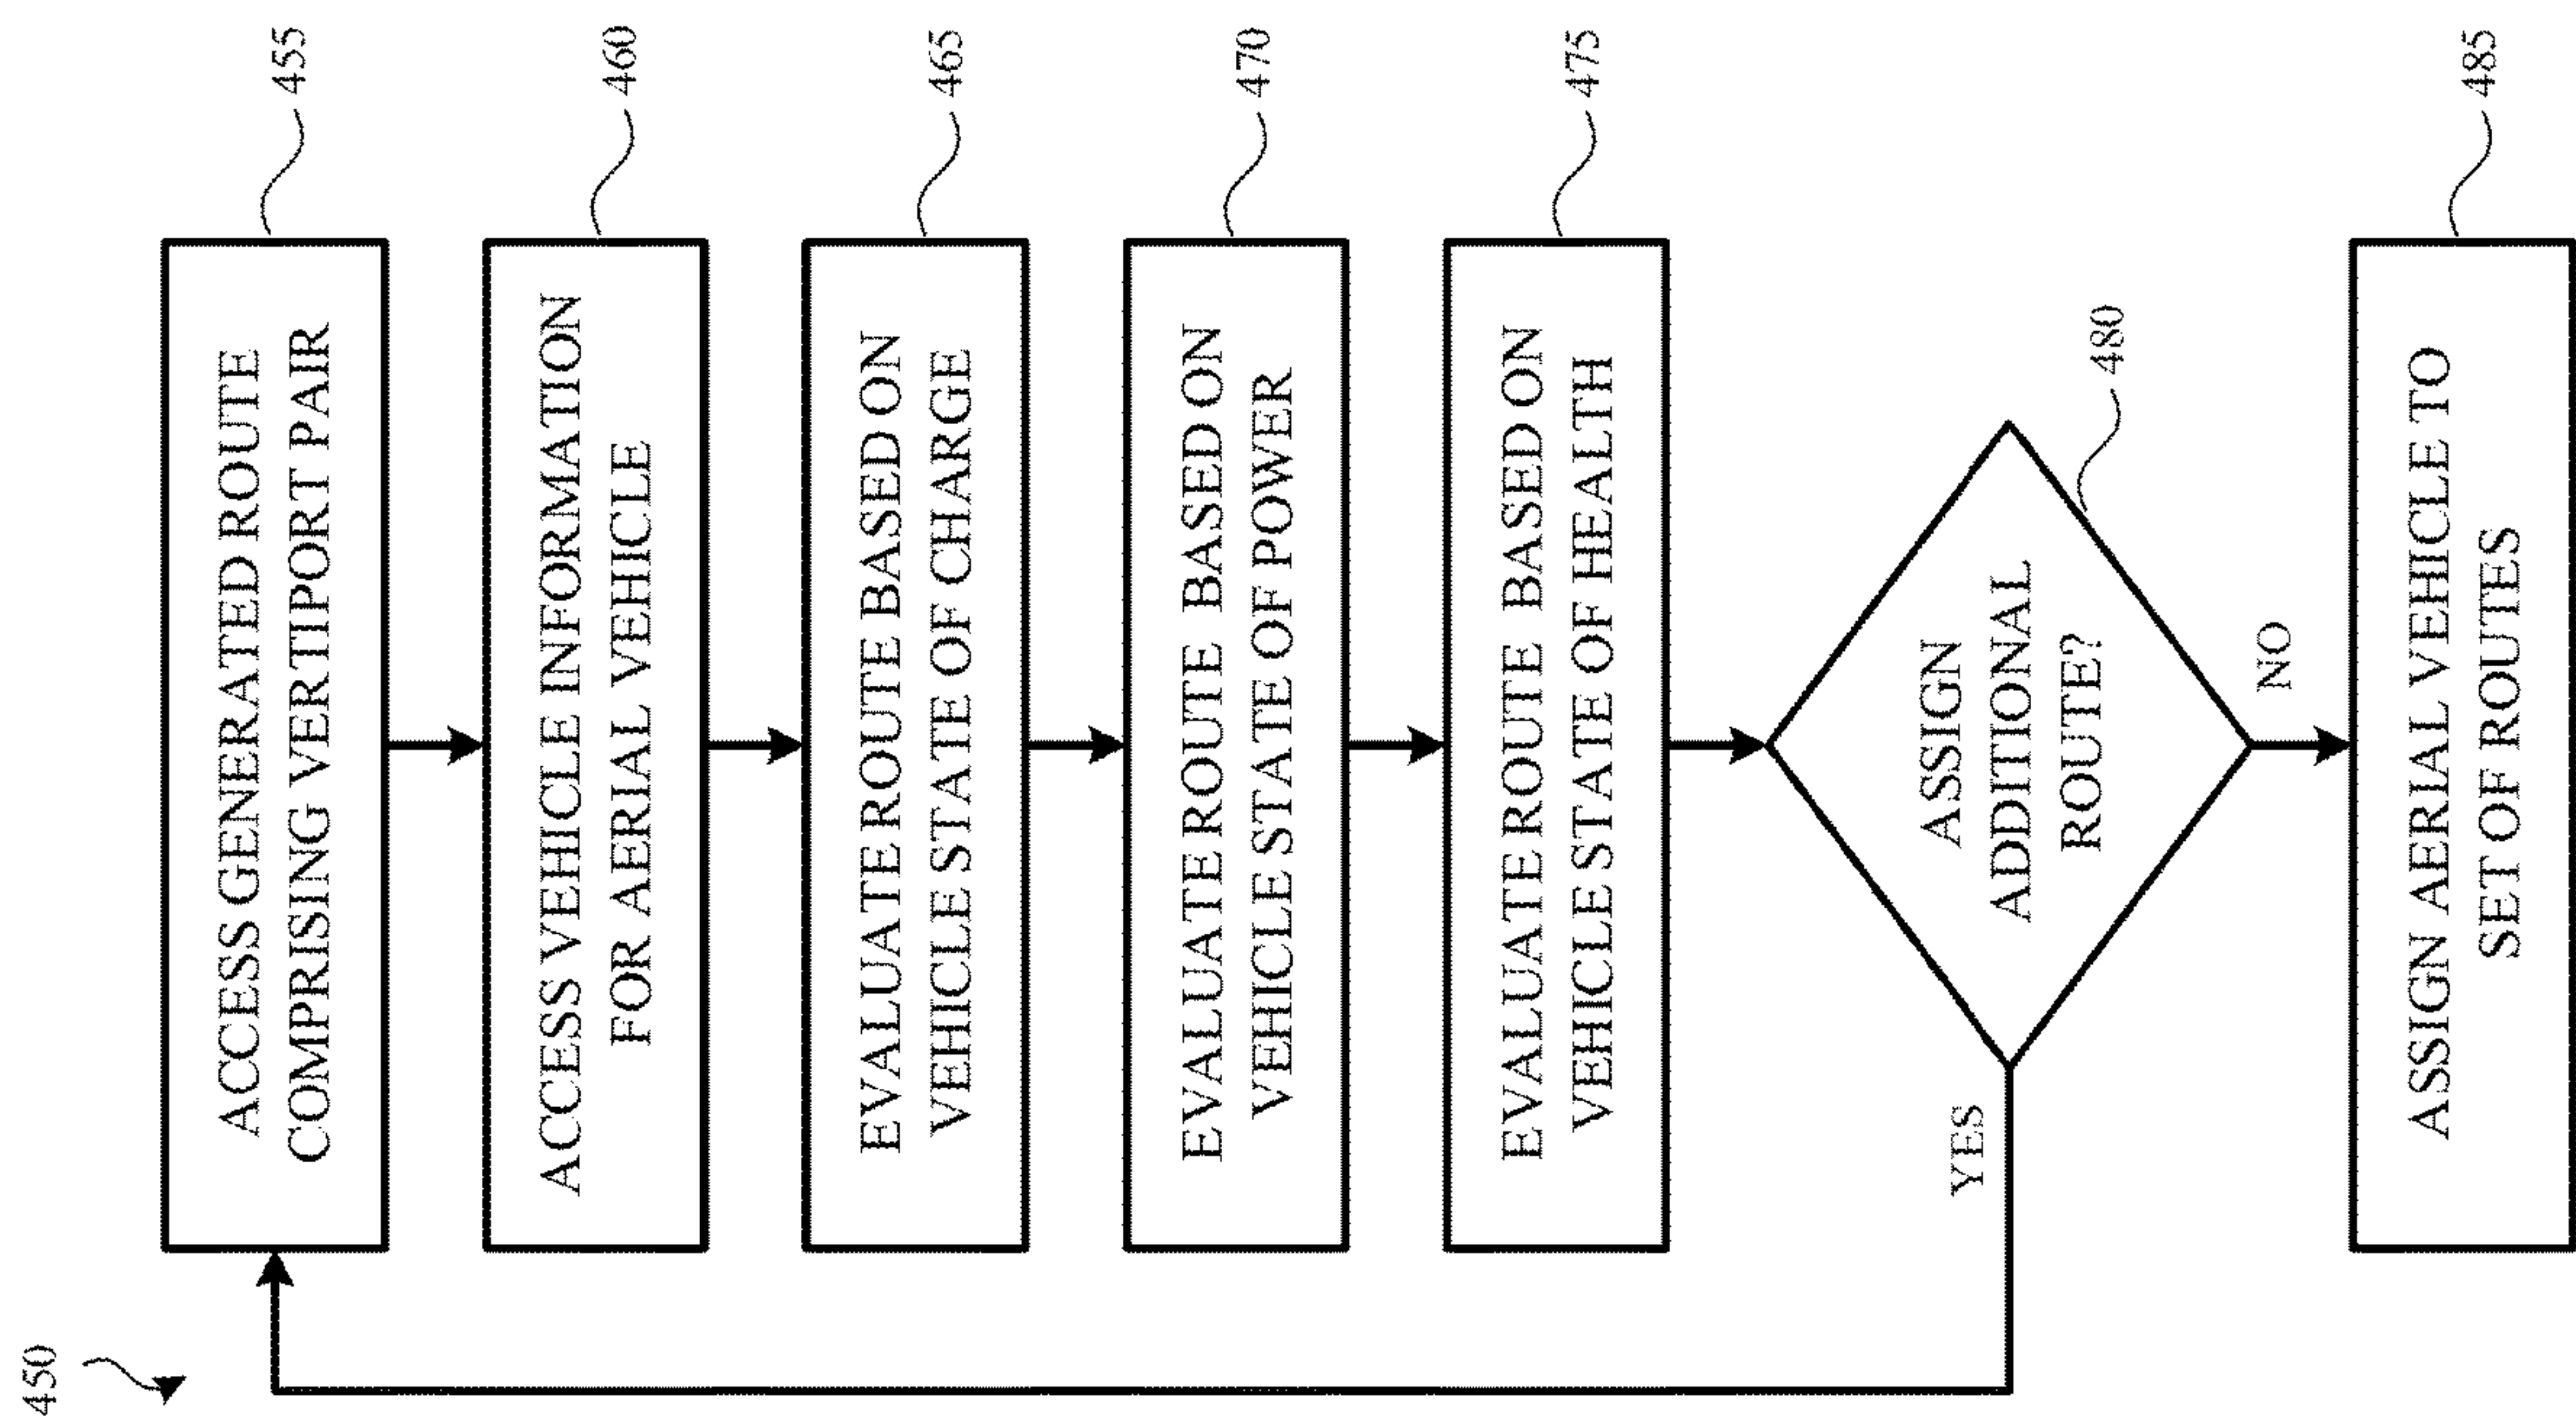 450
ACCESS GENERATED ROUTE
COMPRISING VERTIPORT PAIR
455
ACCESS VEHICLE INFORMATION
FOR AERIAL VEHICLE
460
EVALUATE ROUTE BASED ON
VEHICLE STATE OF CHARGE
465
EVALUATE ROUTE BASED ON
VEHICLE STATE OF POWER
470
EVALUATE ROUTE BASED ON
VEHICLE STATE OF HEALTH
475
YES
ASSIGN
ADDITIONAL
ROUTE?
480
NO
ASSIGN AERIAL VEHICLE TO
SET OF ROUTES
485